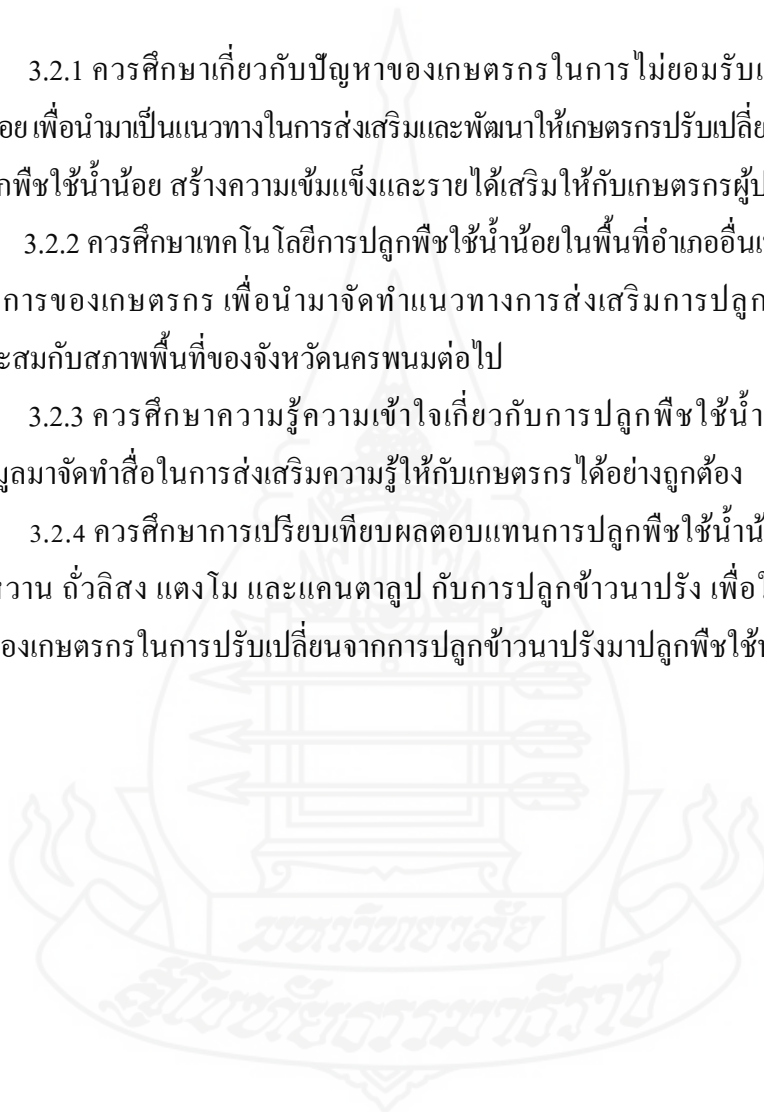 3.2.1 ควรศึกษาเกี่ยวกับปัญหาของเกษตรกรในการไม่ยอมรับเ
อย เพื่อนำมาเป็นแนวทางในการส่งเสริมและพัฒนาให้เกษตรกรปรับเปลี่ย
กพืชใช้น้ำน้อย สร้างความเข้มแข็งและรายได้เสริมให้กับเกษตรกรผู้ป
3.2.2 ควรศึกษาเทคโนโลยีการปลูกพืชใช้น้ำน้อยในพื้นที่อำเภออื่นเ
การของเกษตรกร เพื่อนำมาจัดทำแนวทางการส่งเสริมการปลูก
ะสมกับสภาพพื้นที่ของจังหวัดนครพนมต่อไป
3.2.3 ควรศึกษาความรู้ความเข้าใจเกี่ยวกับการปลูกพืชใช้น้ำ
มูลมาจัดทำสื่อในการส่งเสริมความรู้ให้กับเกษตรกรได้อย่างถูกต้อง
3.2.4 ควรศึกษาการเปรียบเทียบผลตอบแทนการปลูกพืชใช้น้ำน้
หวาน ถั่วลิสง แตงโม และแคนตาลูป กับการปลูกข้าวนาปรัง เพื่อใ
องเกษตรกรในการปรับเปลี่ยนจากการปลูกข้าวนาปรังมาปลูกพืชใช้น
มหาวิทยาลัย
สุโขทัยธรรมาธิราช